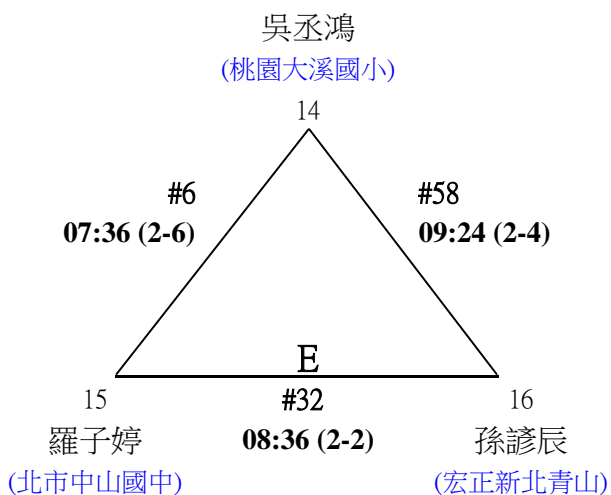 吳丞鴻
(桃園大溪國小)
14
#6
07:36 (2-6)
#58
09:24 (2-4)
E
15
#32
16
羅子婷
08:36 (2-2)
孫諺辰
(北市中山國中)
(宏正新北青山)